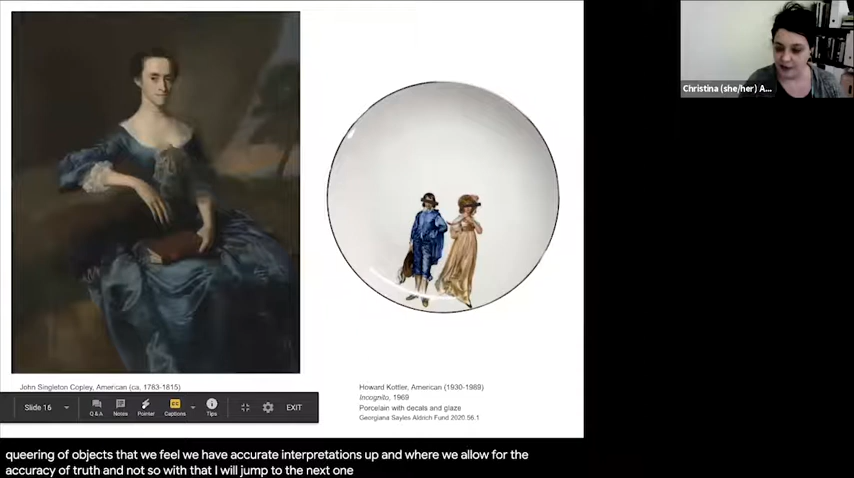 Christina (she/her) A...
John Singleton Copley, American (ca. 1783-1815)
Howard Kottler, American (1930-1989)
Incognito, 1969
Porcelain with decals and glaze
Georgiana Sayles Aldrich Fund 2020.56.1
Slide 16
Q & A
Notes
Pointer
Captions
Tips
EXIT
queering of objects that we feel we have accurate interpretations up and where we allow for the
accuracy of truth and not so with that I will jump to the next one